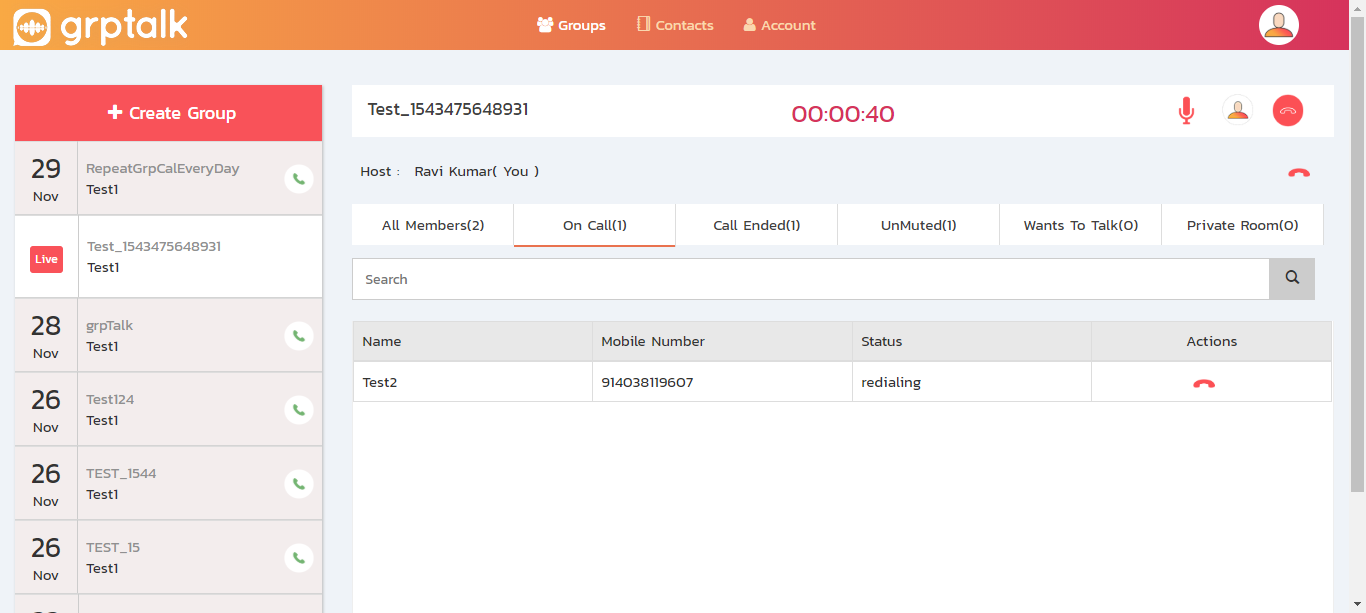 grptalk
Groups
Contacts
Account
Create Group
29
Nov
RepeatGrpCalEveryDay
Test1
Live
Test_1543475648931
Test1
28
Nov
grpTalk
Test1
26
Nov
Test124
Test1
26
Nov
TEST_1544
Test1
26
Nov
TEST_15
Test1
Test_1543475648931
00:00:40
Host : Ravi Kumar( You )
All Members(2)
On Call(1)
Call Ended(1)
UnMuted(1)
Wants To Talk(0)
Private Room(0)
Search
Name Mobile Number Status Actions
Test2 914038119607 redialing